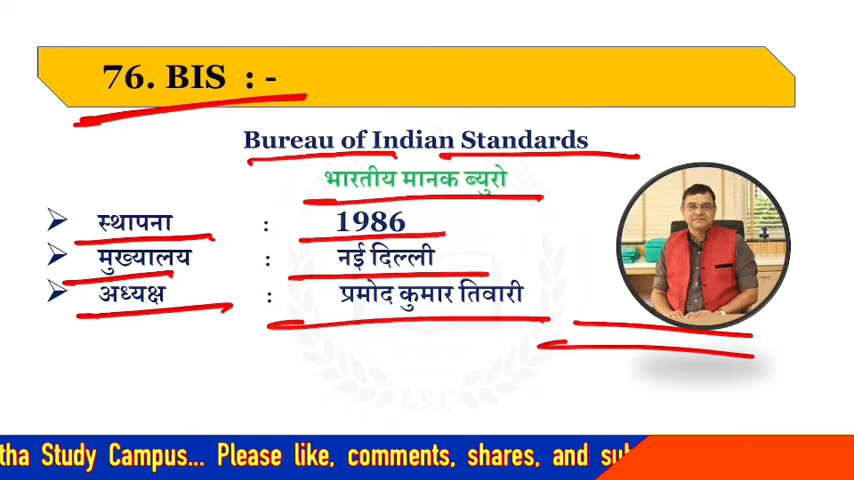 76. BIS : -
Bureau of Indian Standards
भारतीय मानक ब्युरो
स्थापना : 1986
मुख्यालय : नई दिल्ली
अध्यक्ष : प्रमोद कुमार तिवारी
A.S.C
tha Study Campus... Please like, comments, shares, and